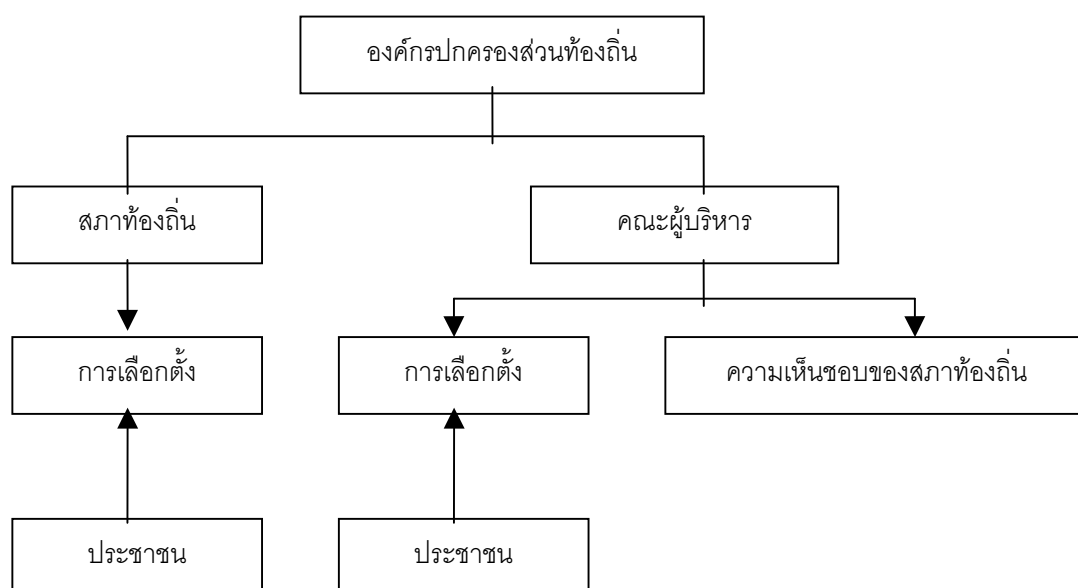 องค์กรปกครองส่วนท้องถิ่น
สภาท้องถิ่น
คณะผู้บริหาร
การเลือกตั้ง
การเลือกตั้ง
ความเห็นชอบของสภาท้องถิ่น
ประชาชน
ประชาชน